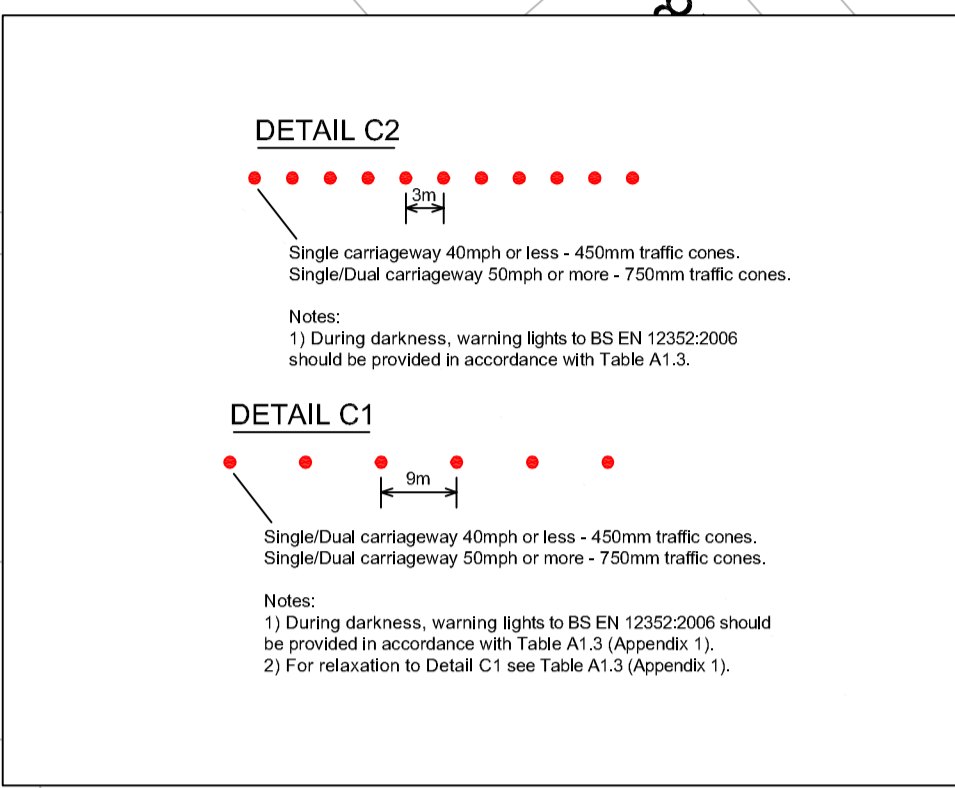 DETAIL C2
3m
Single carriageway 40mph or less - 450mm traffic cones.
Single/Dual carriageway 50mph or more - 750mm traffic cones.
Notes:
1) During darkness, warning lights to BS EN 12352:2006
should be provided in accordance with Table A1.3.
DETAIL C1
9m
Single/Dual carriageway 40mph or less - 450mm traffic cones.
Single/Dual carriageway 50mph or more - 750mm traffic cones.
Notes:
1) During darkness, warning lights to BS EN 12352:2006 should
be provided in accordance with Table A1.3 (Appendix 1).
2) For relaxation to Detail C1 see Table A1.3 (Appendix 1).